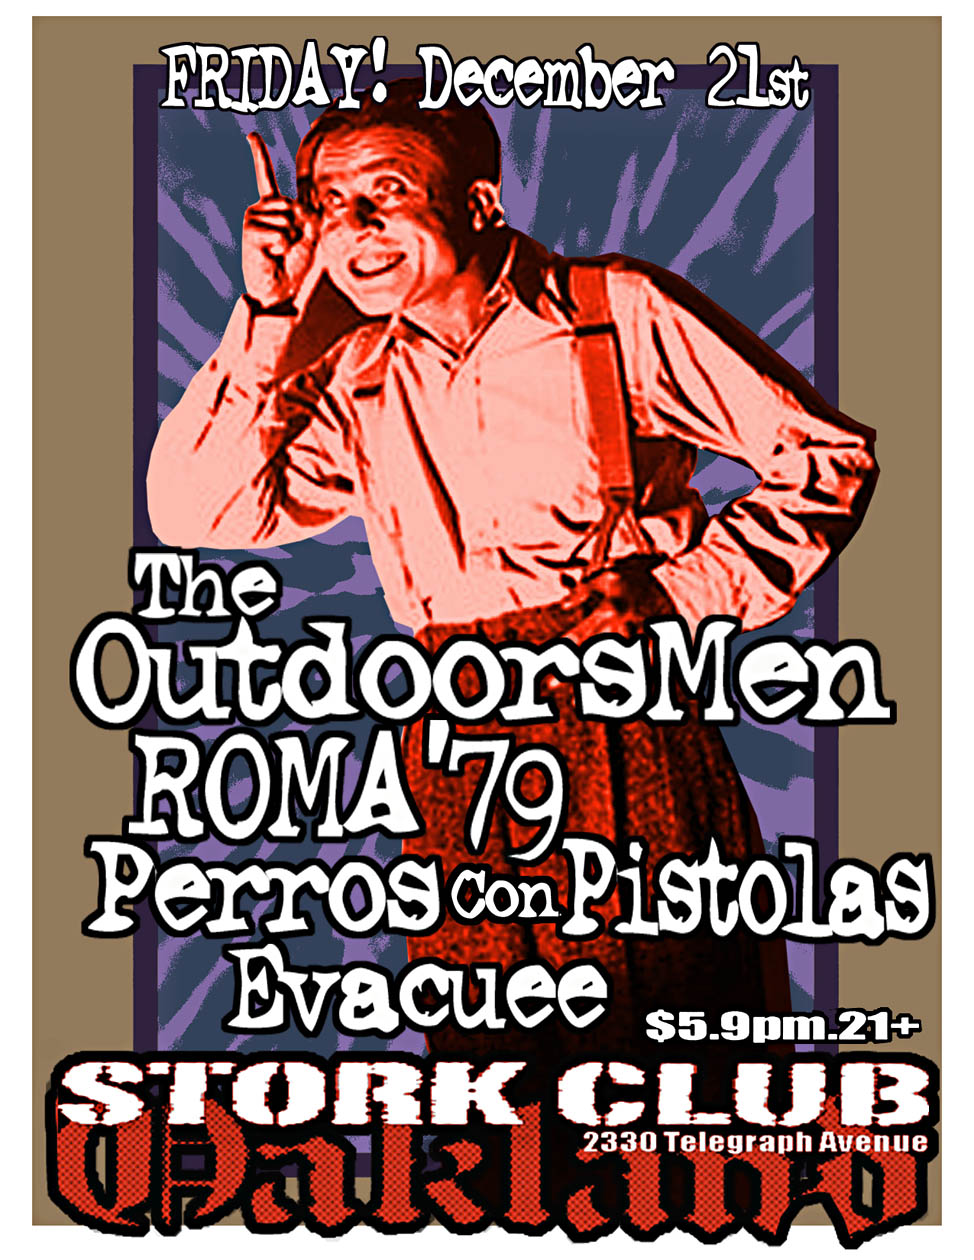 FRIDAY! December 21st
The
OutdoorsMen
ROMA '79
Perros Con Pistolas
Evacuee
$5.9pm.21+
STORK CLUB
2330 Telegraph Avenue
Oakland